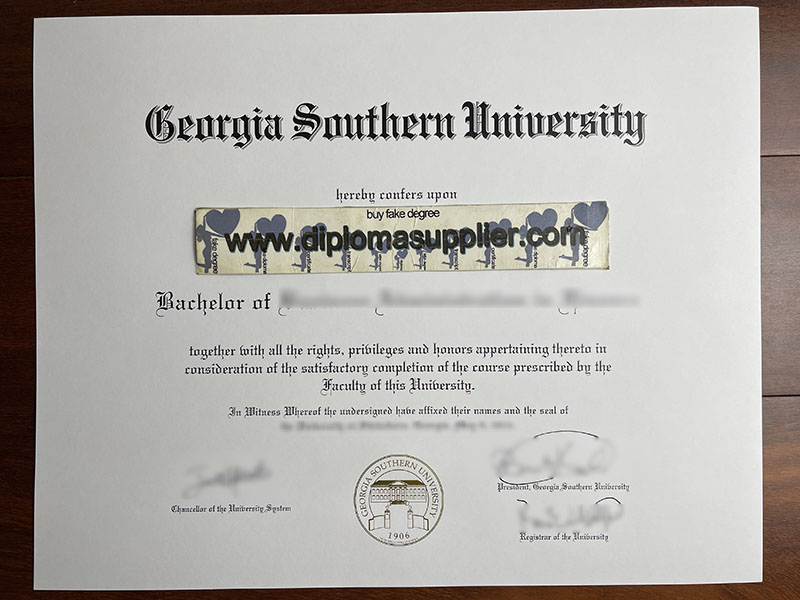 Georgia Southern University
hereby confers upon
buy fake degree
www.diplomasupplier.com
Bachelor of
together with all the rights, privileges and honors appertaining thereto in
consideration of the satisfactory completion of the course prescribed by the
Faculty of this University.
In Witness Whereof the undersigned have affixed their names and the seal of
President, Georgia Southern University
Chancellor of the University System
GEORGIA SOUTHERN UNIVERSITY
1906
Registrar of the University